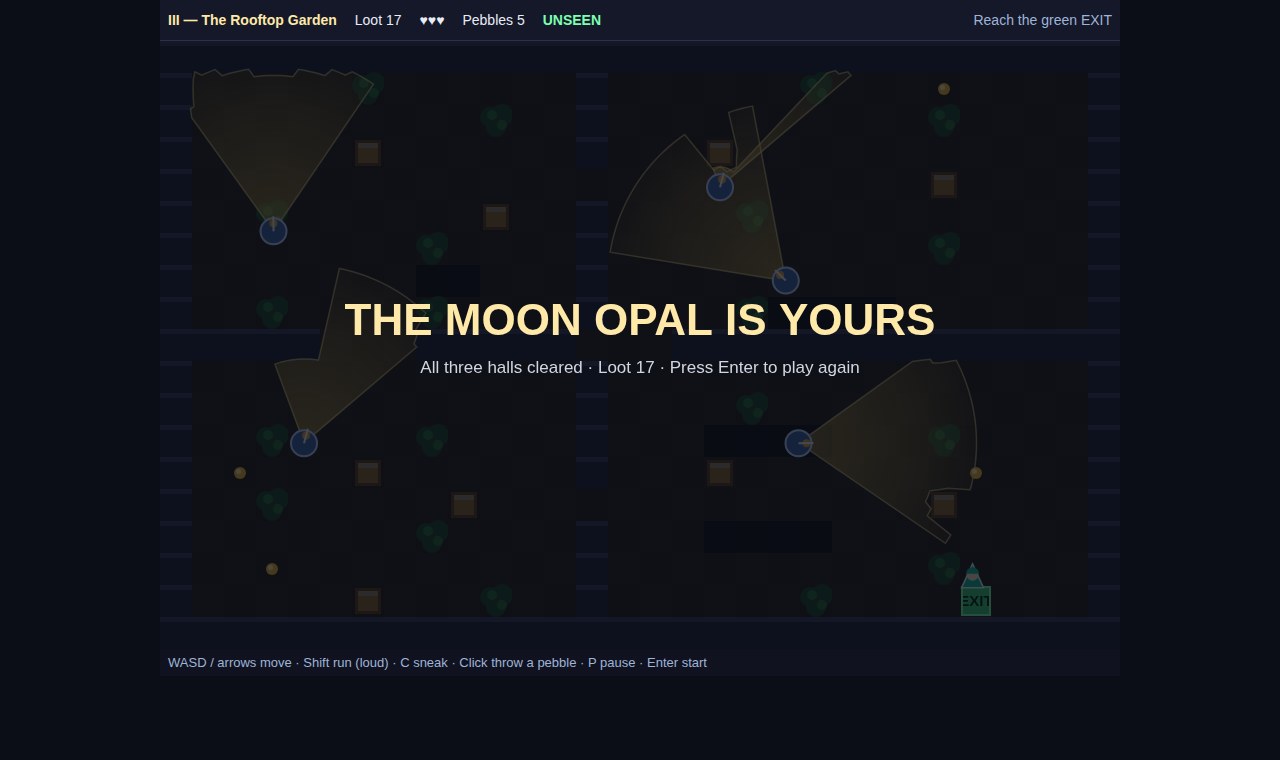 III — The Rooftop Garden Loot 17 ♥♥♥ Pebbles 5 UNSEEN Reach the green EXIT
THE MOON OPAL IS YOURS
All three halls cleared · Loot 17 · Press Enter to play again
EXIT
WASD / arrows move · Shift run (loud) · C sneak · Click throw a pebble · P pause · Enter start